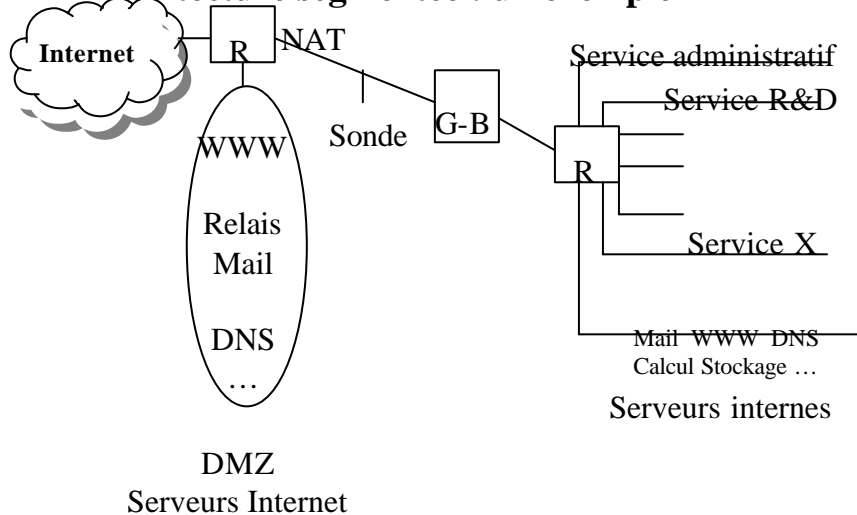 Internet
R
NAT
Sonde
G-B
R
Service administratif
Service R&D
Service X
Mail WWW DNS
Calcul Stockage …
Serveurs internes
WWW
Relais
Mail
DNS
…
DMZ
Serveurs Internet